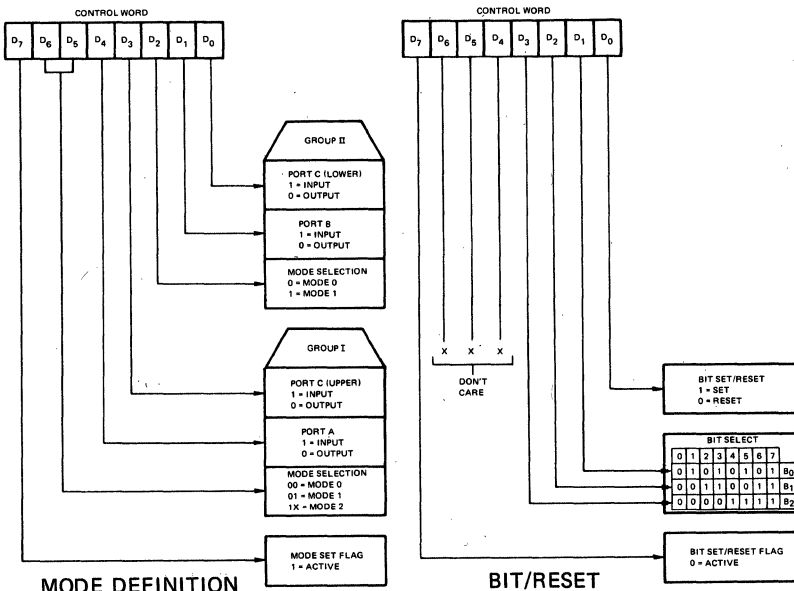 CONTROL WORD
D7 D6 D5 D4 D3 D2 D1 D0
GROUP II
PORT C (LOWER)
1 = INPUT
0 = OUTPUT
PORT B
1 = INPUT
0 = OUTPUT
MODE SELECTION
0 = MODE 0
1 = MODE 1
GROUP I
PORT C (UPPER)
1 = INPUT
0 = OUTPUT
PORT A
1 = INPUT
0 = OUTPUT
MODE SELECTION
00 = MODE 0
01 = MODE 1
1X = MODE 2
MODE SET FLAG
1 = ACTIVE
MODE DEFINITION
CONTROL WORD
D7 D6 D5 D4 D3 D2 D1 D0
X X X
DON'T
CARE
BIT SET/RESET
1 = SET
0 = RESET
BIT SELECT
0 1 2 3 4 5 6 7
0 1 0 1 0 1 0 1 B0
0 0 1 1 0 0 1 1 B1
0 0 0 0 1 1 1 1 B2
BIT SET/RESET FLAG
0 = ACTIVE
BIT/RESET